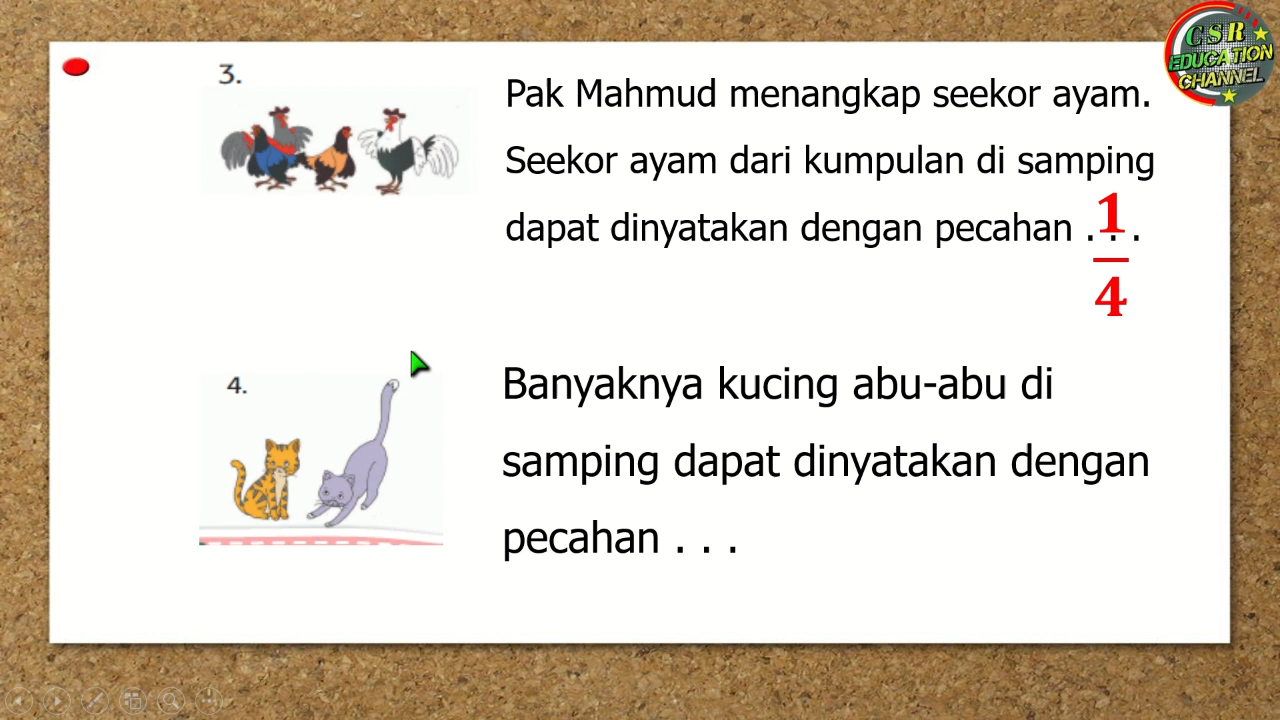 CSR
EDUCATION
CHANNEL
3.
Pak Mahmud menangkap seekor ayam.
Seekor ayam dari kumpulan di samping
dapat dinyatakan dengan pecahan . . .
1
4
4.
Banyaknya kucing abu-abu di
samping dapat dinyatakan dengan
pecahan . . .